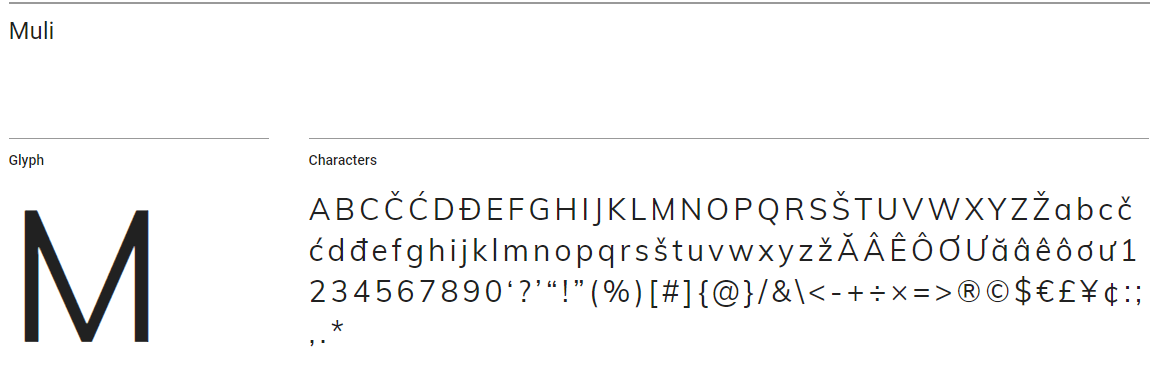 Muli
Glyph
Characters
M
ABCČĆDĐEFGHIJKLMNOPQRSŠTUVWXYZŽabcč
ćdđefghijklmnopqrsštuvwxyzžĂÂÊÔƠƯăâêôơư1
234567890‘?’“!”(%)[#]{@}/&\<-+÷×=>®©$€£¥¢:;
,.*